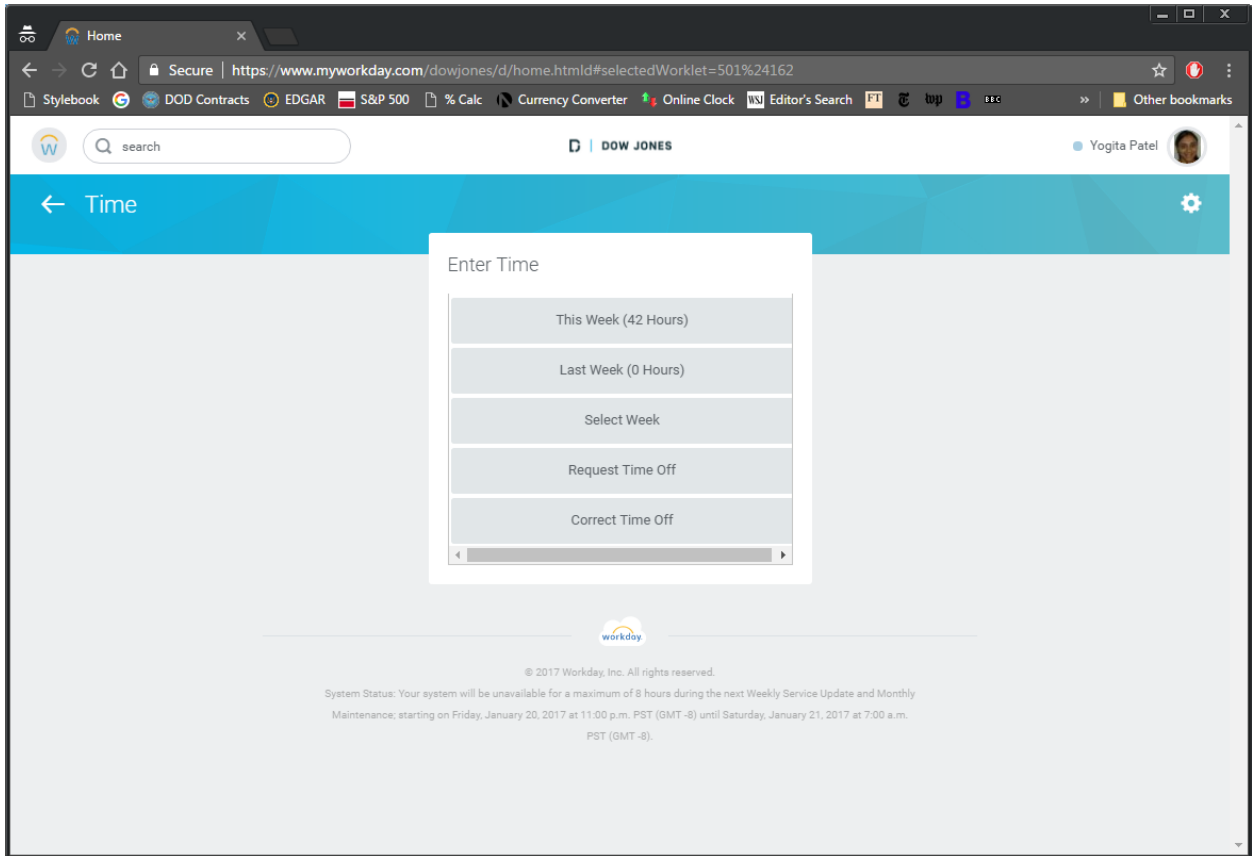 Home
Secure | https://www.myworkday.com/dowjones/d/home.htmld#selectedWorklet=501%24162
Stylebook DOD Contracts EDGAR S&P 500 % Calc Currency Converter Online Clock WSJ Editor's Search FT wp B BBC » Other bookmarks
W search D | DOW JONES Yogita Patel
Time
Enter Time
This Week (42 Hours)
Last Week (0 Hours)
Select Week
Request Time Off
Correct Time Off
workday
© 2017 Workday, Inc. All rights reserved.
System Status: Your system will be unavailable for a maximum of 8 hours during the next Weekly Service Update and Monthly
Maintenance; starting on Friday, January 20, 2017 at 11:00 p.m. PST (GMT -8) until Saturday, January 21, 2017 at 7:00 a.m.
PST (GMT -8).